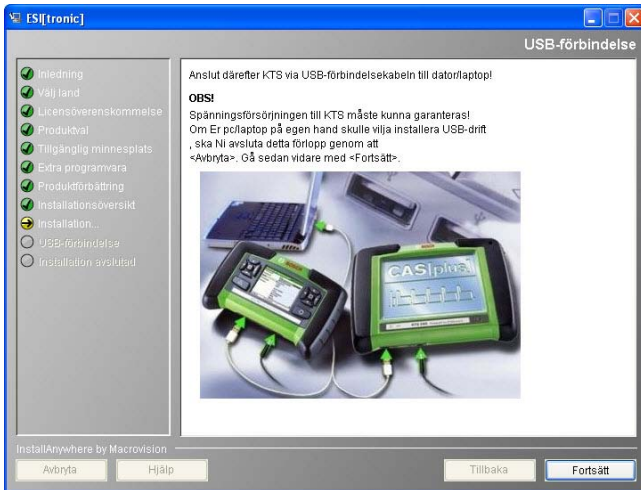 ESI[tronic]
USB-förbindelse
Inledning
Välj land
Licensöverenskommelse
Produktval
Tillgänglig minnesplats
Extra programvara
Produktförbättring
Installationsöversikt
Installation...
USB-förbindelse
Installation avslutad
Anslut därefter KTS via USB-förbindelsekabeln till dator/laptop!
OBS!
Spänningsförsörjningen till KTS måste kunna garanteras!
Om Er pc/laptop på egen hand skulle vilja installera USB-drift
, ska Ni avsluta detta förlopp genom att
<Avbryta>. Gå sedan vidare med <Fortsätt>.
CAS[plus]
InstallAnywhere by Macrovision
Avbryta
Hjälp
Tillbaka
Fortsätt